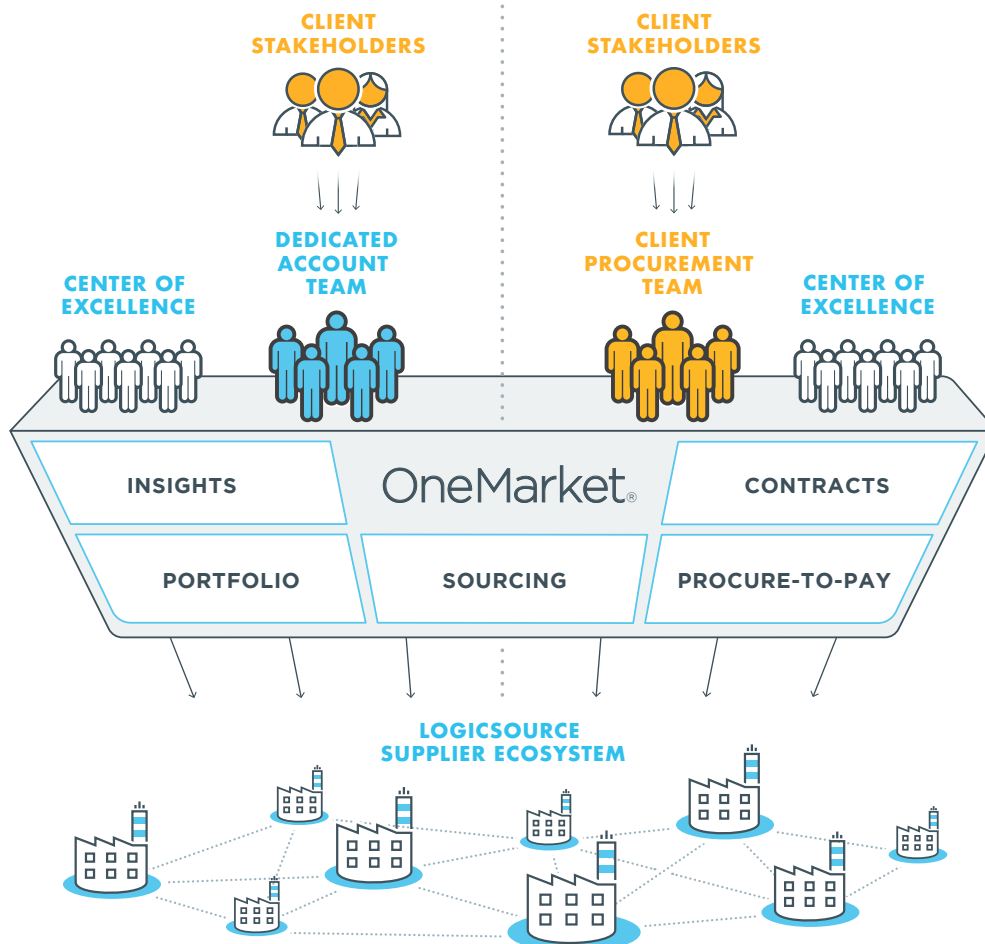 CLIENT
STAKEHOLDERS
CLIENT
STAKEHOLDERS
DEDICATED
ACCOUNT
TEAM
CLIENT
PROCUREMENT
TEAM
CENTER OF
EXCELLENCE
CENTER OF
EXCELLENCE
INSIGHTS
OneMarket®
CONTRACTS
PORTFOLIO
SOURCING
PROCURE-TO-PAY
LOGICSOURCE
SUPPLIER ECOSYSTEM